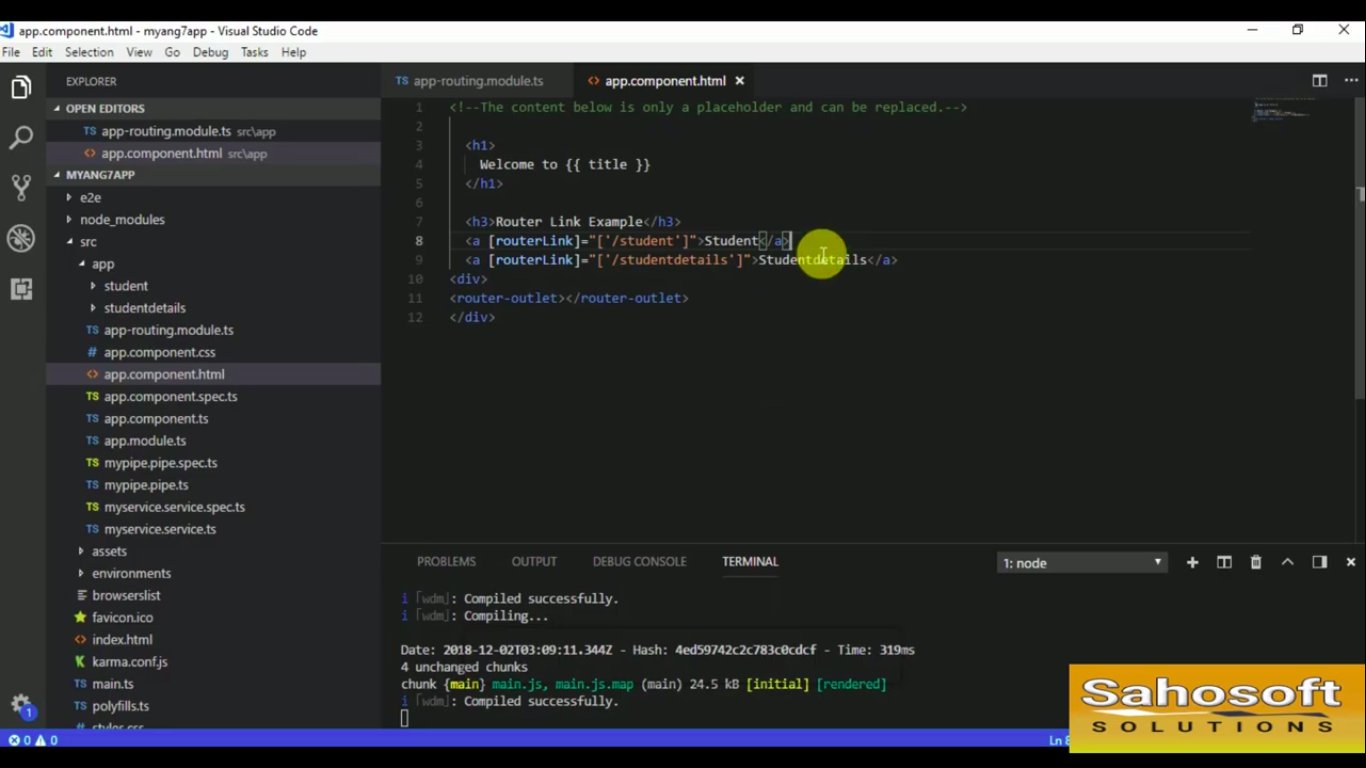 app.component.html - myang7app - Visual Studio Code
File Edit Selection View Go Debug Tasks Help
EXPLORER
OPEN EDITORS
TS app-routing.module.ts src\app
<> app.component.html src\app
MYANG7APP
e2e
node_modules
src
app
student
studentdetails
TS app-routing.module.ts
# app.component.css
<> app.component.html
TS app.component.spec.ts
TS app.component.ts
TS app.module.ts
TS mypipe.pipe.spec.ts
TS mypipe.pipe.ts
TS myservice.service.spec.ts
TS myservice.service.ts
assets
environments
browserslist
favicon.ico
<> index.html
karma.conf.js
TS main.ts
TS polyfills.ts
styles.css
1
0 0
TS app-routing.module.ts <> app.component.html
1 <!--The content below is only a placeholder and can be replaced.-->
2
3 <h1>
4 Welcome to {{ title }}
5 </h1>
6
7 <h3>Router Link Example</h3>
8 <a [routerLink]="['/student']">Student</a>
9 <a [routerLink]="['/studentdetails']">Studentdetails</a>
10 <div>
11 <router-outlet></router-outlet>
12 </div>
PROBLEMS OUTPUT DEBUG CONSOLE TERMINAL 1: node
i ｢wdm｣: Compiled successfully.
i ｢wdm｣: Compiling...
Date: 2018-12-02T03:09:11.344Z - Hash: 4ed59742c2c783c0cdcf - Time: 319ms
4 unchanged chunks
chunk {main} main.js, main.js.map (main) 24.5 kB [initial] [rendered]
i ｢wdm｣: Compiled successfully.
Ln 8
Sahosoft
SOLUTIONS